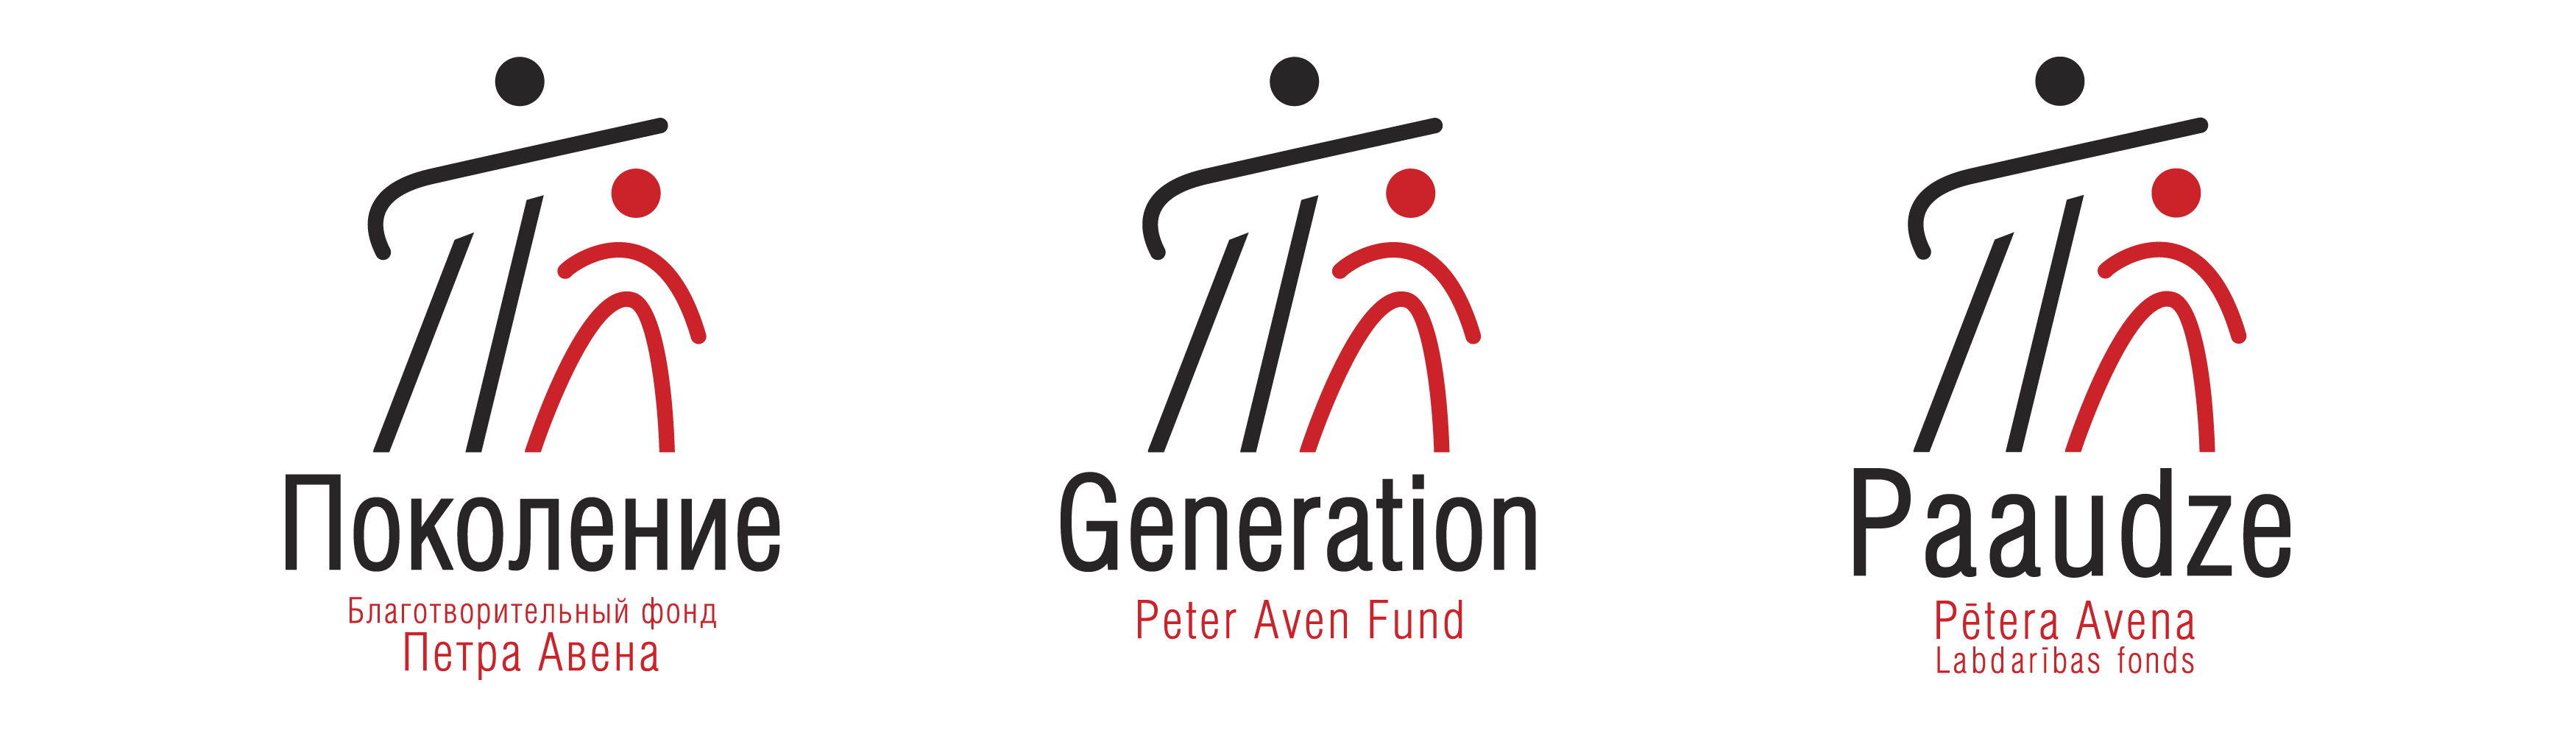 Поколение
Благотворительный фонд
Петра Авена
Generation
Peter Aven Fund
Paaudze
Pētera Avena
Labdarības fonds